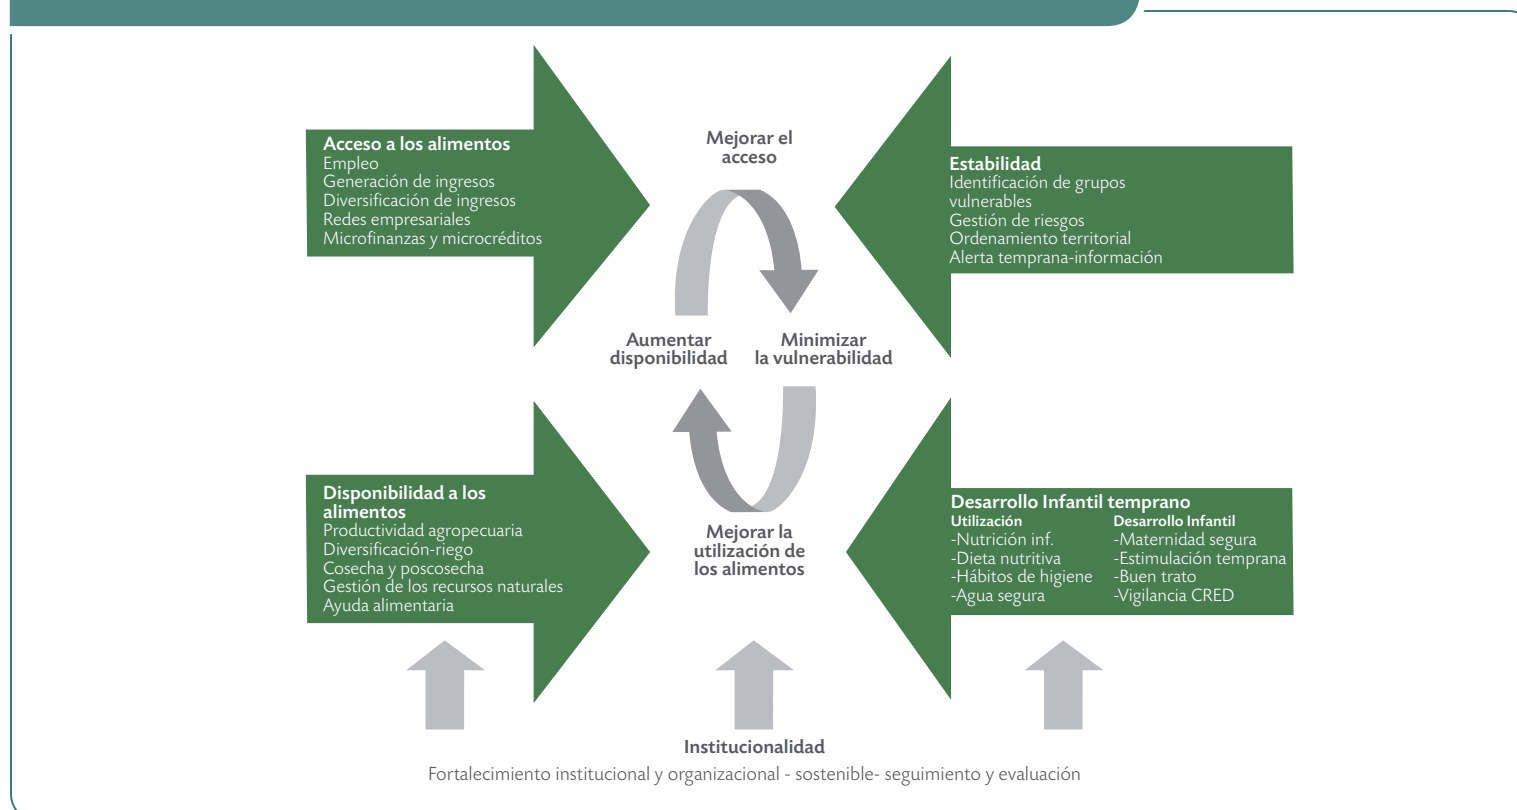 Acceso a los alimentos
Empleo
Generación de ingresos
Diversificación de ingresos
Redes empresariales
Microfinanzas y microcréditos
Mejorar el
acceso
Estabilidad
Identificación de grupos
vulnerables
Gestión de riesgos
Ordenamiento territorial
Alerta temprana-información
Aumentar
disponibilidad
Minimizar
la vulnerabilidad
Disponibilidad a los
alimentos
Productividad agropecuaria
Diversificación-riego
Cosecha y poscosecha
Gestión de los recursos naturales
Ayuda alimentaria
Mejorar la
utilización de
los alimentos
Desarrollo Infantil temprano
Utilización
-Nutrición inf.
-Dieta nutritiva
-Hábitos de higiene
-Agua segura
Desarrollo Infantil
-Maternidad segura
-Estimulación temprana
-Buen trato
-Vigilancia CRED
Institucionalidad
Fortalecimiento institucional y organizacional - sostenible- seguimiento y evaluación